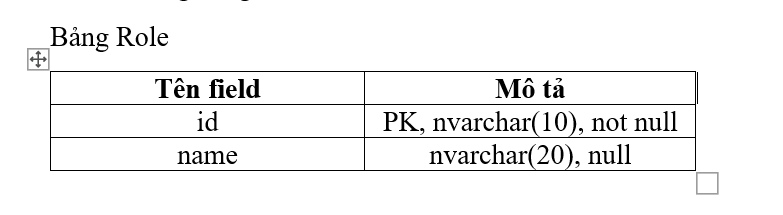 Bảng Role
Tên field Mô tả
id PK, nvarchar(10), not null
name nvarchar(20), null